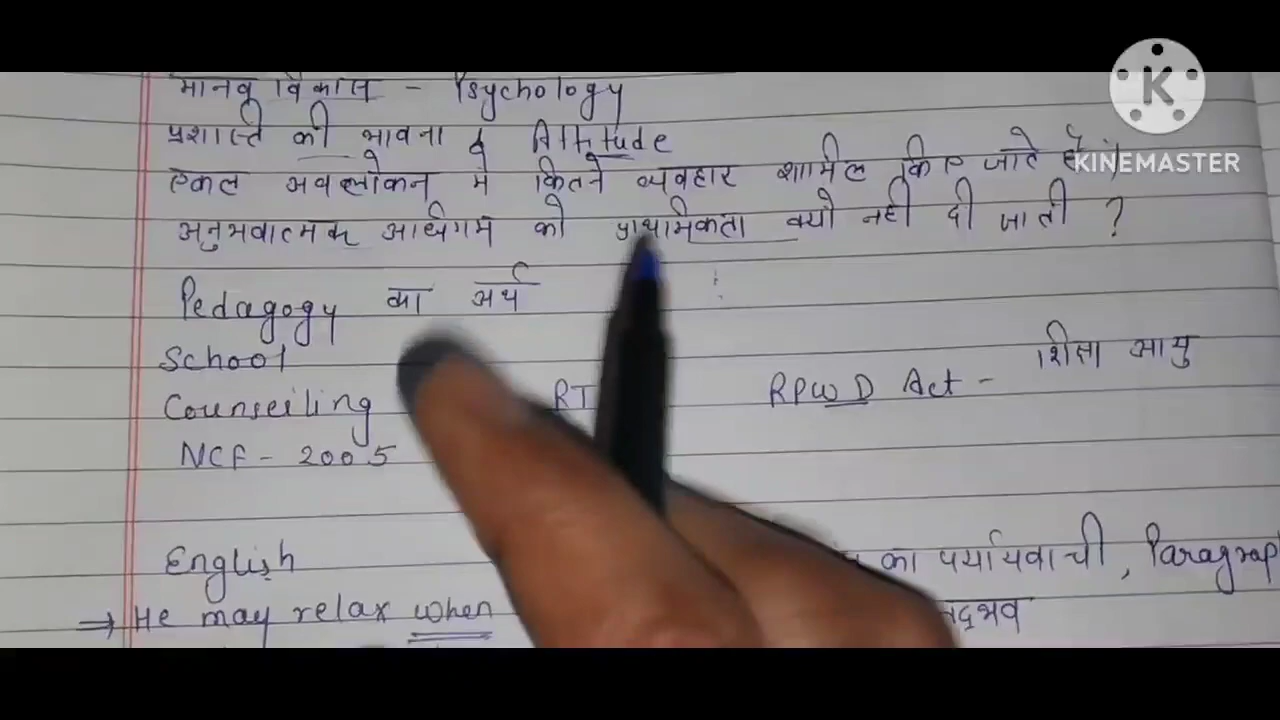 मानव विकास - Psychology
प्रशास्ति की भावना & Attitude
एकल अवलोकन मे कितने व्यवहार शामिल किए जाते हैं।
KINEMASTER
अनुभवात्मक अधिगम को प्राथमिकता क्यों नही दी जाती ?
Pedagogy का अर्थ
School
शिक्षा आयु
Counseiling RT RPWD Act -
NCF - 2005
English का पर्यायवाची, Paragrap
→ He may relax when तद्भव